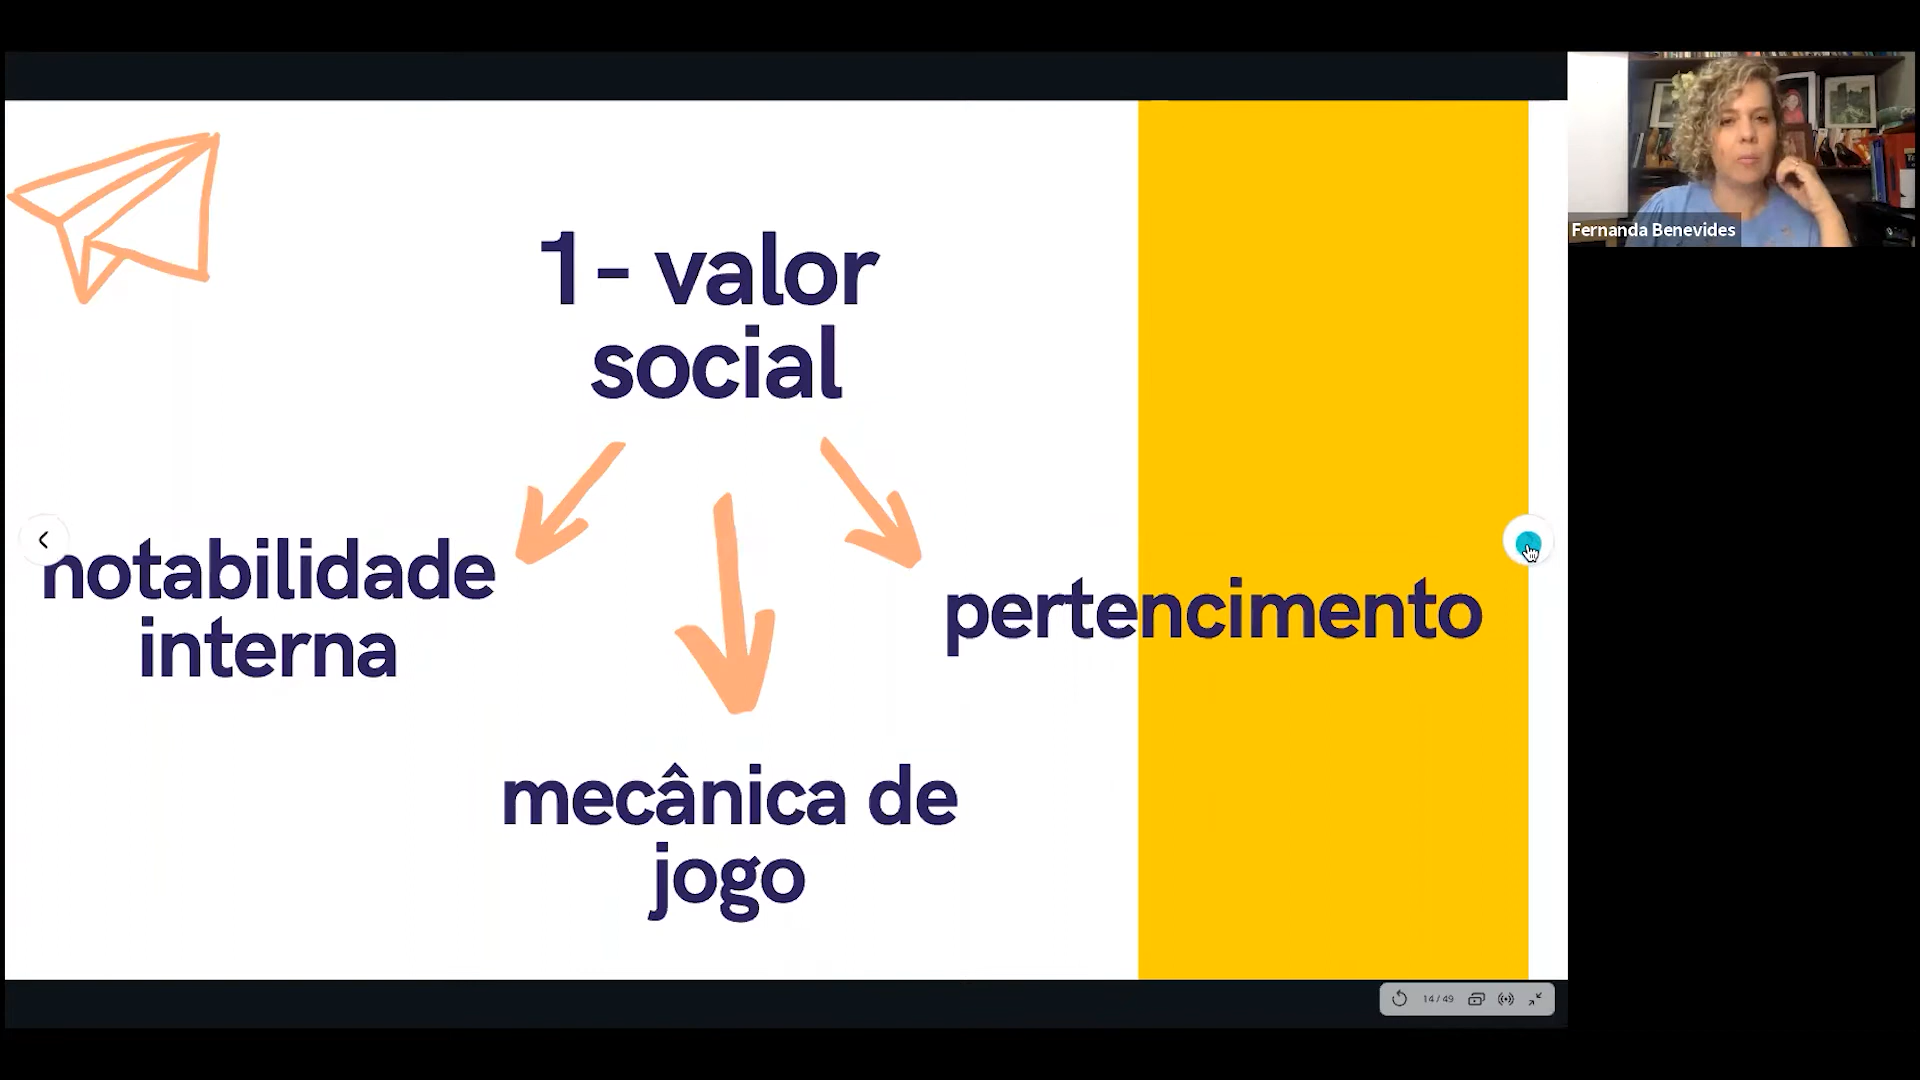 1- valor
social
notabilidade
interna
pertencimento
mecânica de
jogo
Fernanda Benevides
14 / 49